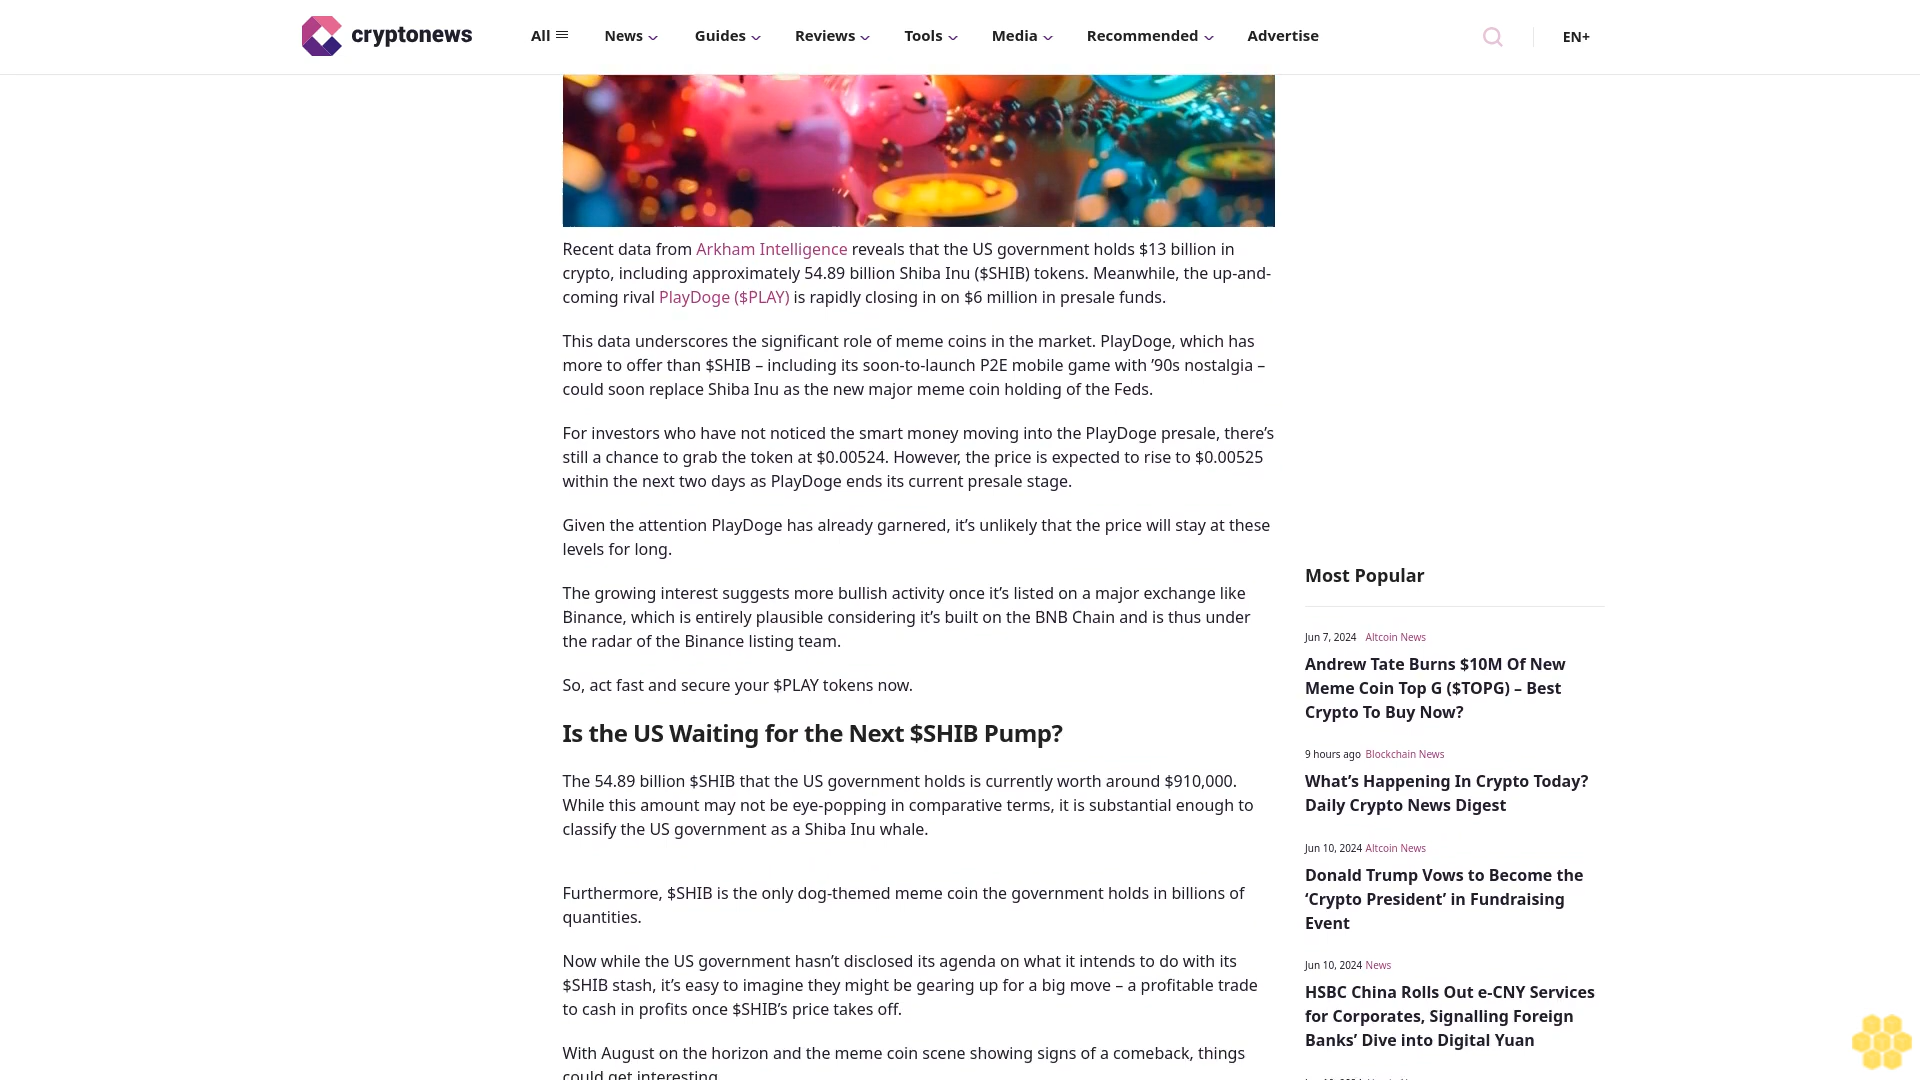 cryptonews
All
News
Guides
Reviews
Tools
Media
Recommended
Advertise
EN+
Recent data from Arkham Intelligence reveals that the US government holds $13 billion in
crypto, including approximately 54.89 billion Shiba Inu ($SHIB) tokens. Meanwhile, the up-and-
coming rival PlayDoge ($PLAY) is rapidly closing in on $6 million in presale funds.
This data underscores the significant role of meme coins in the market. PlayDoge, which has
more to offer than $SHIB – including its soon-to-launch P2E mobile game with ’90s nostalgia –
could soon replace Shiba Inu as the new major meme coin holding of the Feds.
For investors who have not noticed the smart money moving into the PlayDoge presale, there’s
still a chance to grab the token at $0.00524. However, the price is expected to rise to $0.00525
within the next two days as PlayDoge ends its current presale stage.
Given the attention PlayDoge has already garnered, it’s unlikely that the price will stay at these
levels for long.
The growing interest suggests more bullish activity once it’s listed on a major exchange like
Binance, which is entirely plausible considering it’s built on the BNB Chain and is thus under
the radar of the Binance listing team.
So, act fast and secure your $PLAY tokens now.
Is the US Waiting for the Next $SHIB Pump?
The 54.89 billion $SHIB that the US government holds is currently worth around $910,000.
While this amount may not be eye-popping in comparative terms, it is substantial enough to
classify the US government as a Shiba Inu whale.
Furthermore, $SHIB is the only dog-themed meme coin the government holds in billions of
quantities.
Now while the US government hasn’t disclosed its agenda on what it intends to do with its
$SHIB stash, it’s easy to imagine they might be gearing up for a big move – a profitable trade
to cash in profits once $SHIB’s price takes off.
With August on the horizon and the meme coin scene showing signs of a comeback, things
could get interesting.
Most Popular
Jun 7, 2024 Altcoin News
Andrew Tate Burns $10M Of New
Meme Coin Top G ($TOPG) – Best
Crypto To Buy Now?
9 hours ago Blockchain News
What’s Happening In Crypto Today?
Daily Crypto News Digest
Jun 10, 2024 Altcoin News
Donald Trump Vows to Become the
‘Crypto President’ in Fundraising
Event
Jun 10, 2024 News
HSBC China Rolls Out e-CNY Services
for Corporates, Signalling Foreign
Banks’ Dive into Digital Yuan